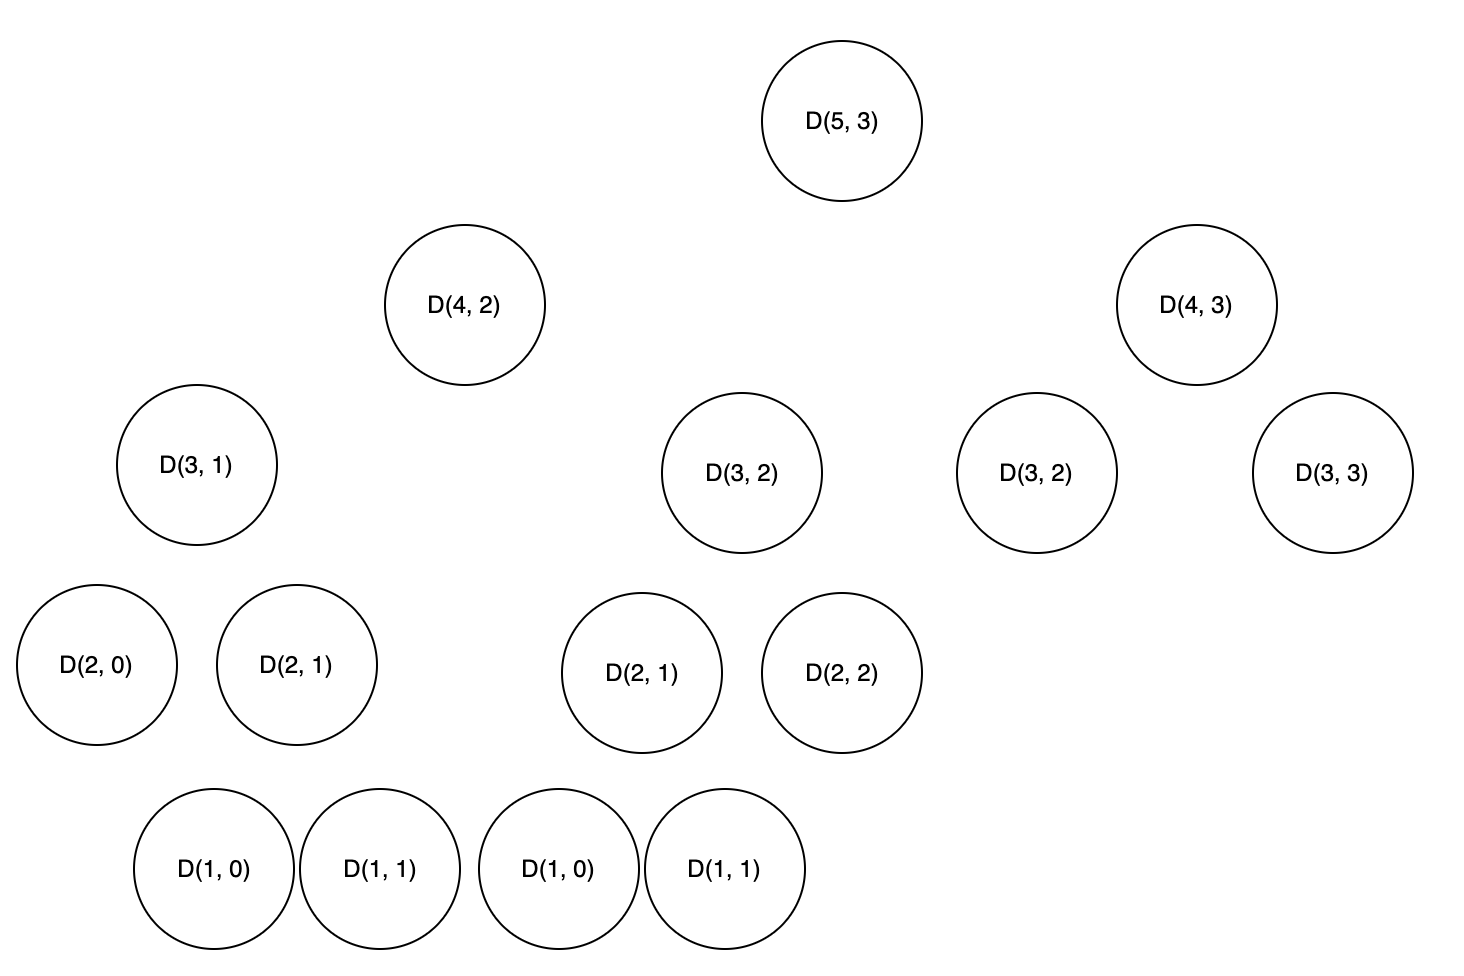 D(5, 3)
D(4, 2)
D(4, 3)
D(3, 1)
D(3, 2)
D(3, 2)
D(3, 3)
D(2, 0)
D(2, 1)
D(2, 1)
D(2, 2)
D(1, 0)
D(1, 1)
D(1, 0)
D(1, 1)